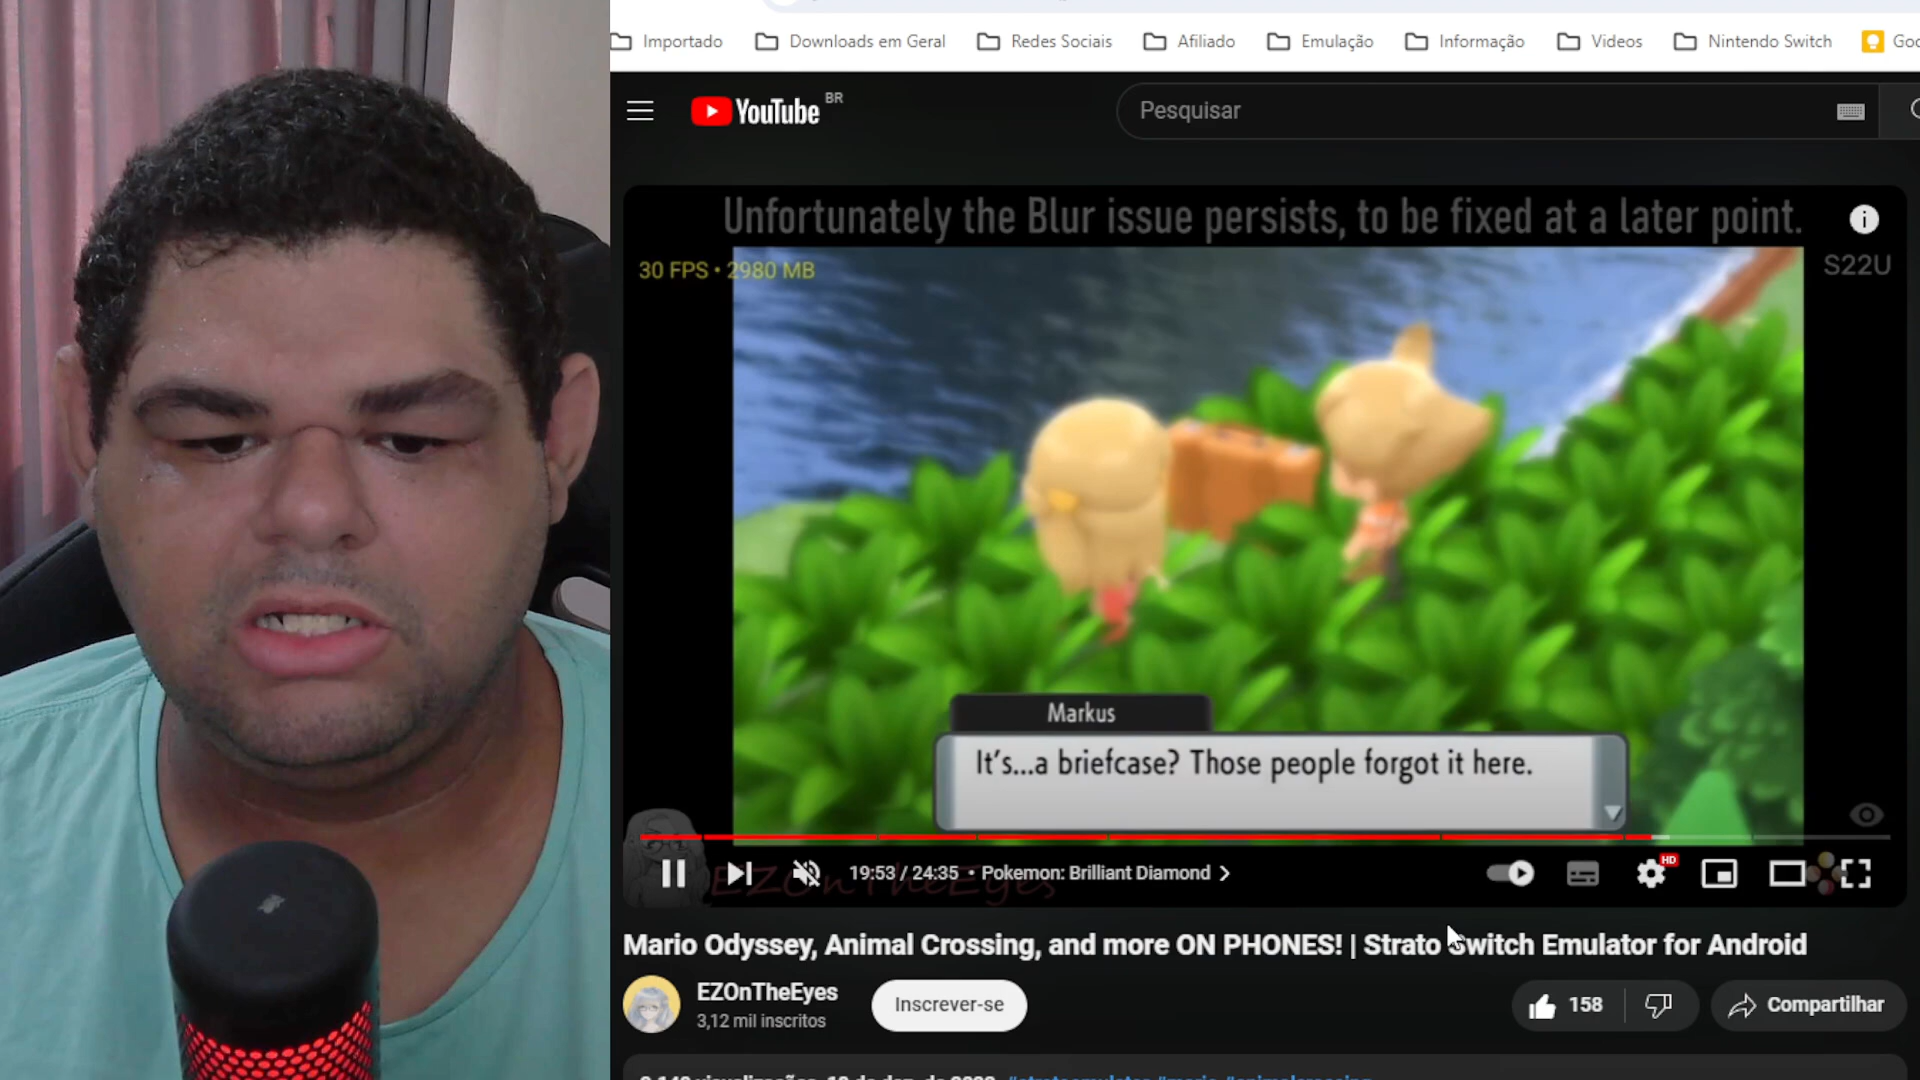 Importado
Downloads em Geral
Redes Sociais
Afiliado
Emulação
Informação
Videos
Nintendo Switch
YouTube BR
Pesquisar
Unfortunately the Blur issue persists, to be fixed at a later point.
30 FPS • 2980 MB
S22U
Markus
It's...a briefcase? Those people forgot it here.
EZOnTheEyes
19:53 / 24:35 • Pokemon: Brilliant Diamond
HD
Mario Odyssey, Animal Crossing, and more ON PHONES! | Strato Switch Emulator for Android
EZOnTheEyes
3,12 mil inscritos
Inscrever-se
158
Compartilhar